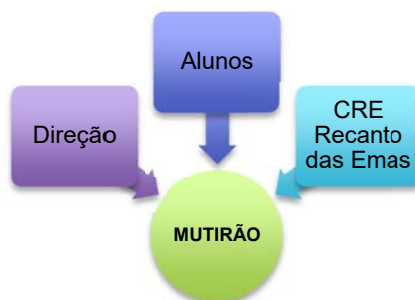 Alunos
Direção
CRE
Recanto
das Emas
MUTIRÃO